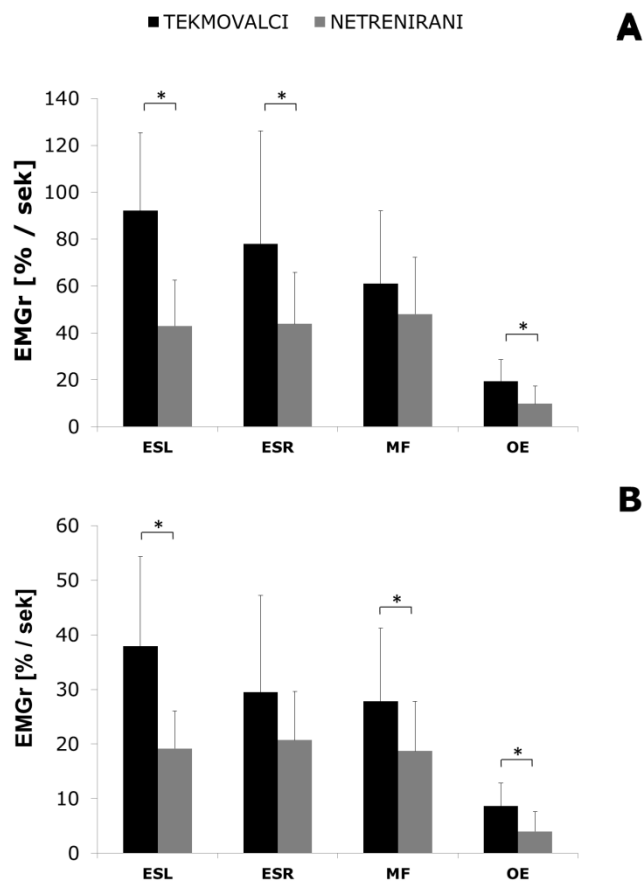 TEKMOVALCI NETRENIRANI
A
EMGr [% / sek]
140
120
100
80
60
40
20
0
* * *
ESL ESR MF OE
B
EMGr [% / sek]
60
50
40
30
20
10
0
* * *
ESL ESR MF OE